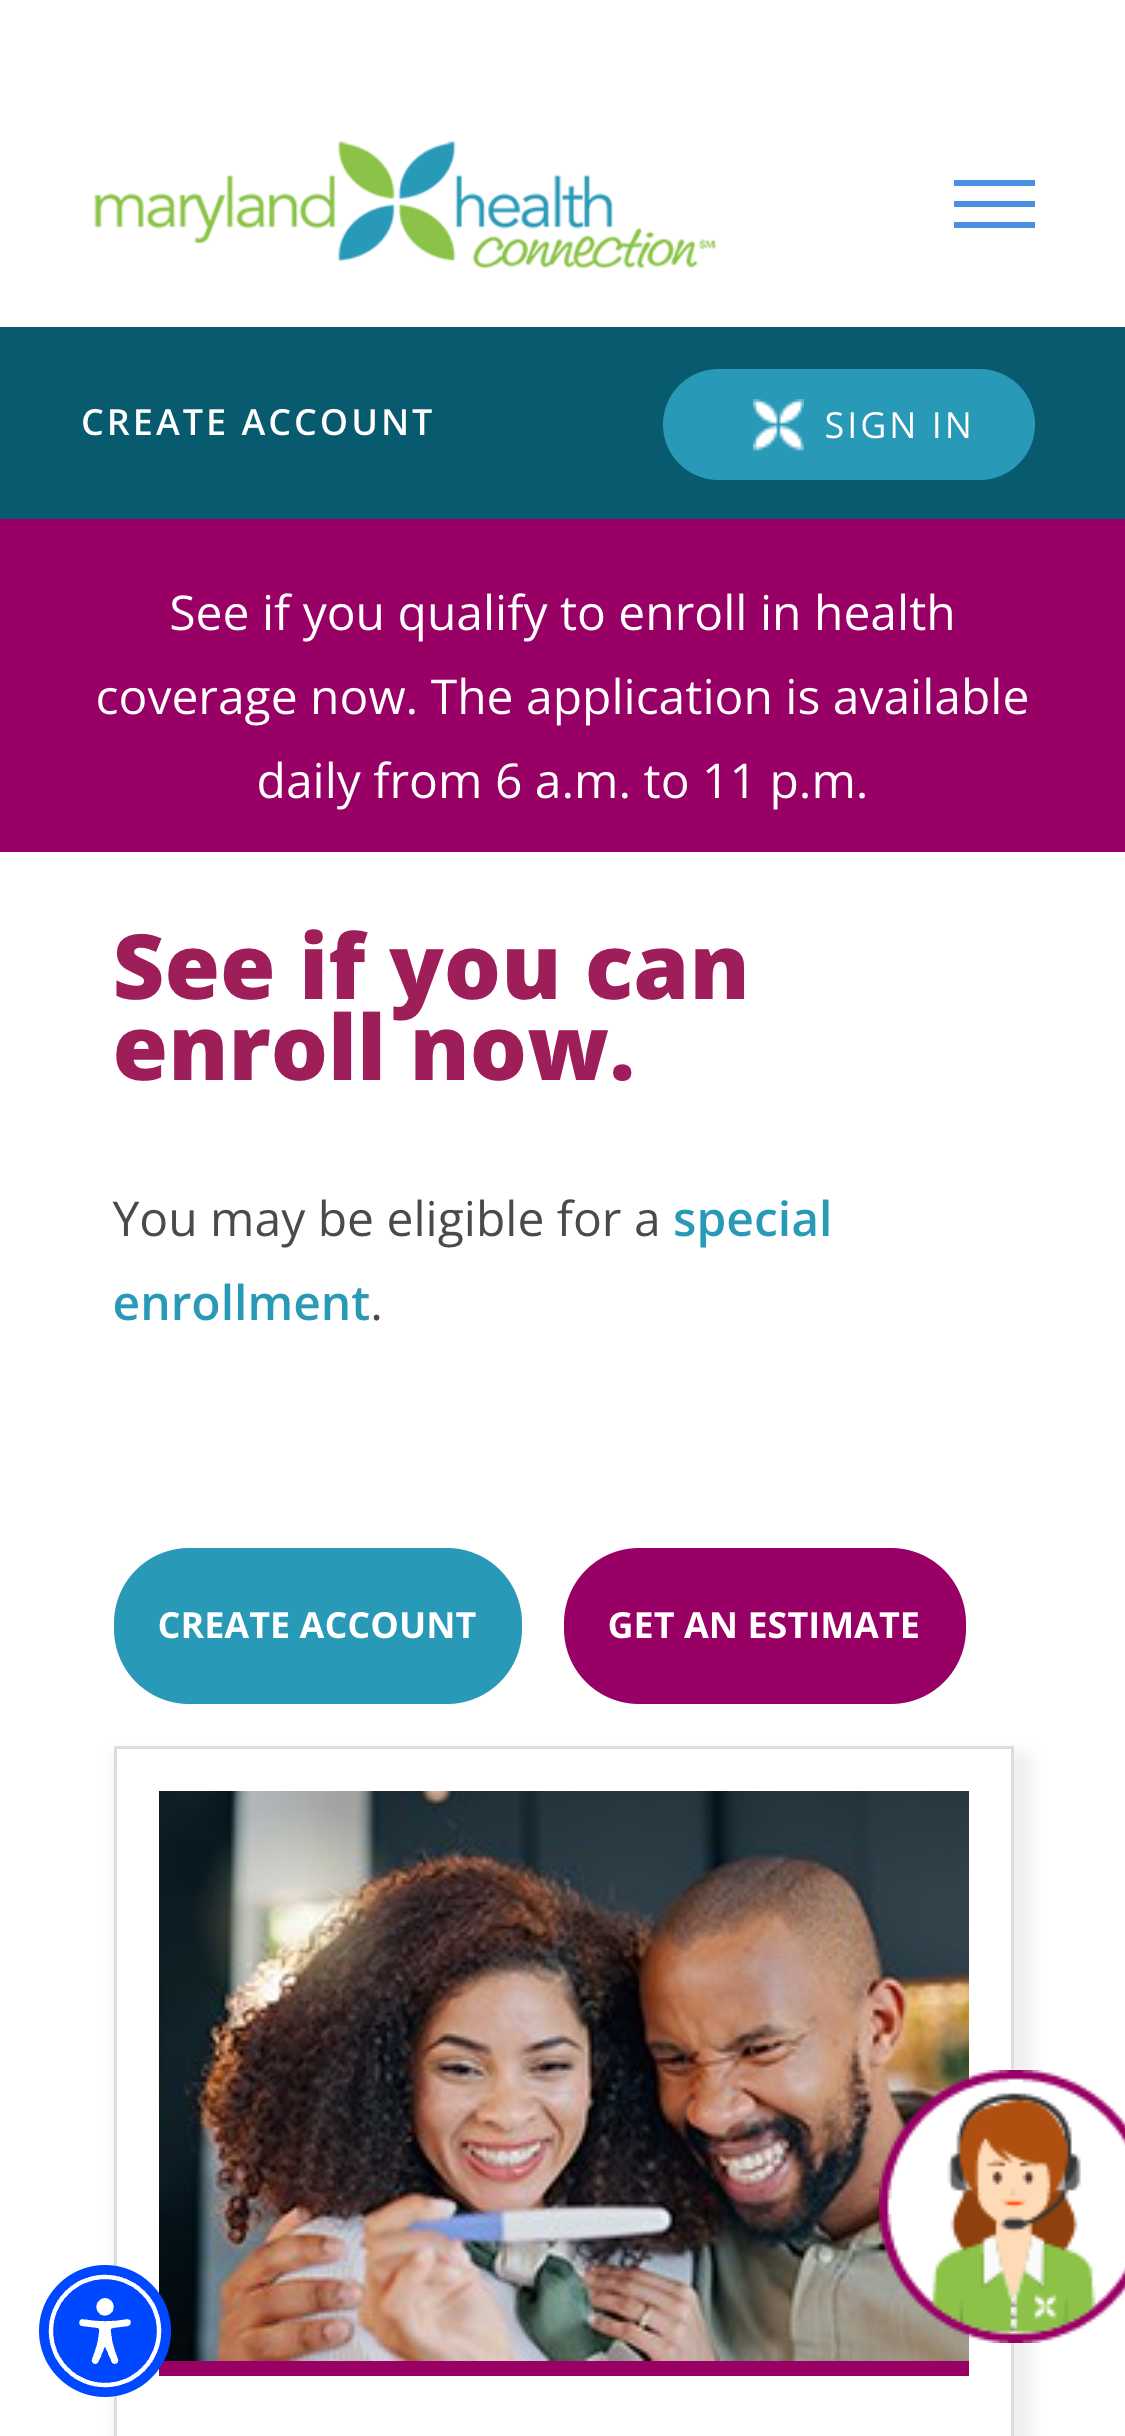 maryland health
connection℠
CREATE ACCOUNT
SIGN IN
See if you qualify to enroll in health
coverage now. The application is available
daily from 6 a.m. to 11 p.m.
See if you can
enroll now.
You may be eligible for a special
enrollment.
CREATE ACCOUNT
GET AN ESTIMATE